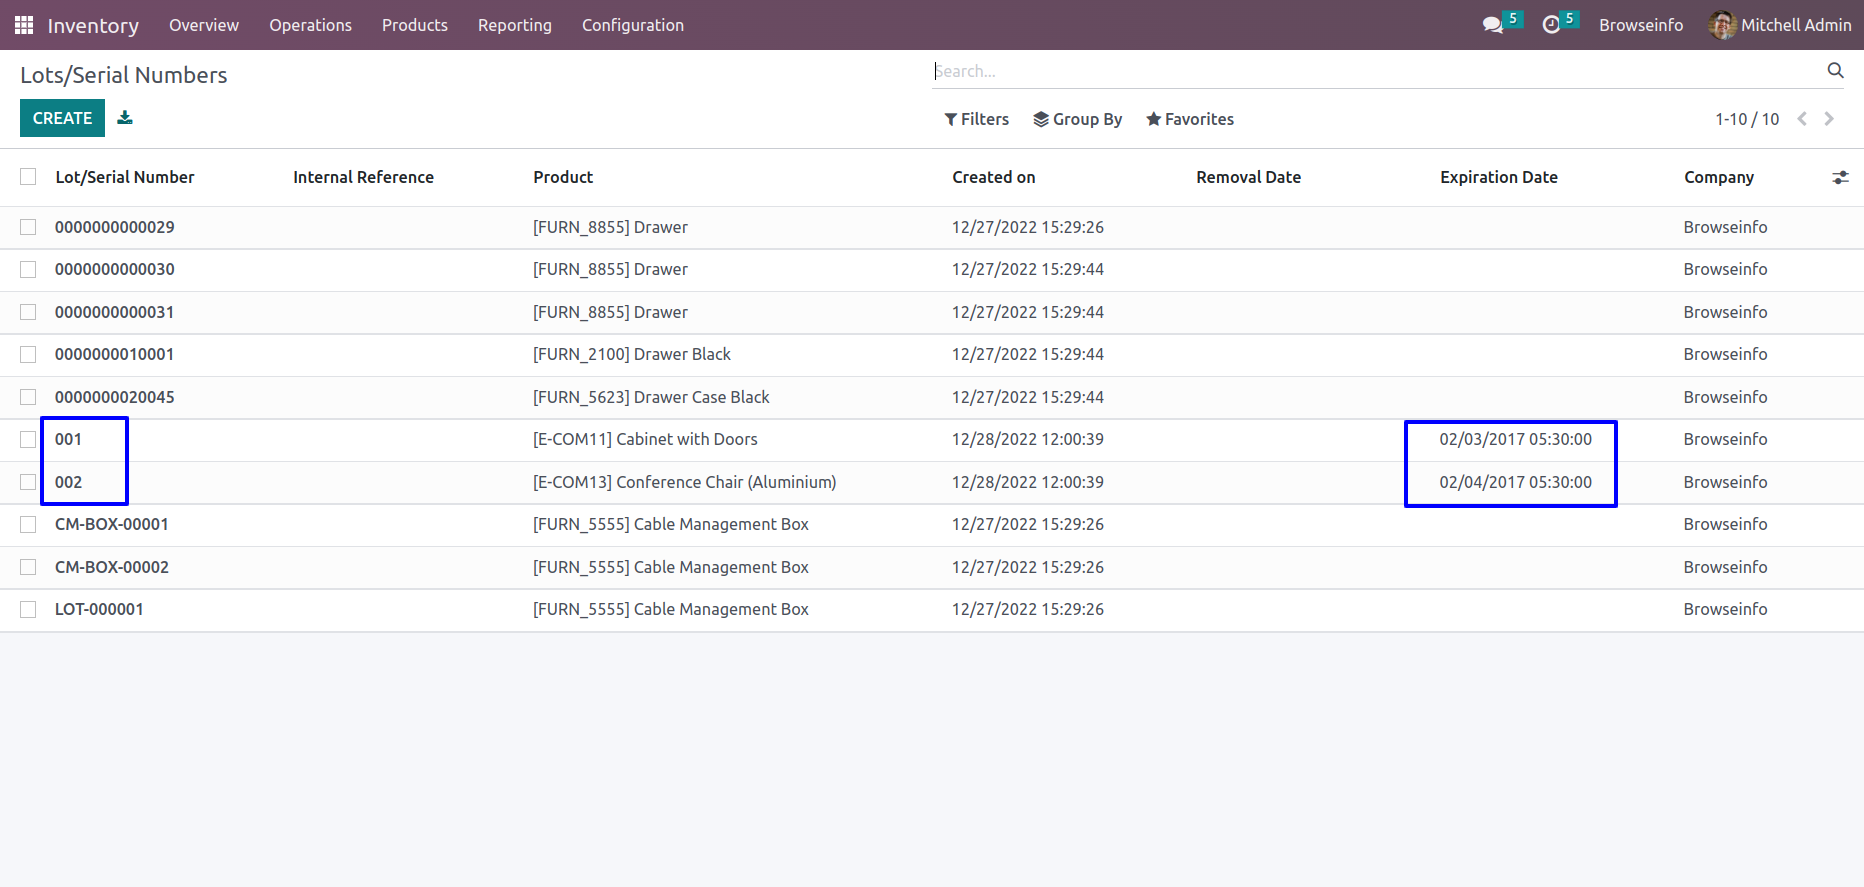 Inventory Overview Operations Products Reporting Configuration 5 5 Browseinfo Mitchell Admin
Lots/Serial Numbers Search...
CREATE Filters Group By Favorites 1-10 / 10
Lot/Serial Number Internal Reference Product Created on Removal Date Expiration Date Company
0000000000029 [FURN_8855] Drawer 12/27/2022 15:29:26 Browseinfo
0000000000030 [FURN_8855] Drawer 12/27/2022 15:29:44 Browseinfo
0000000000031 [FURN_8855] Drawer 12/27/2022 15:29:44 Browseinfo
0000000010001 [FURN_2100] Drawer Black 12/27/2022 15:29:44 Browseinfo
0000000020045 [FURN_5623] Drawer Case Black 12/27/2022 15:29:44 Browseinfo
001 [E-COM11] Cabinet with Doors 12/28/2022 12:00:39 02/03/2017 05:30:00 Browseinfo
002 [E-COM13] Conference Chair (Aluminium) 12/28/2022 12:00:39 02/04/2017 05:30:00 Browseinfo
CM-BOX-00001 [FURN_5555] Cable Management Box 12/27/2022 15:29:26 Browseinfo
CM-BOX-00002 [FURN_5555] Cable Management Box 12/27/2022 15:29:26 Browseinfo
LOT-000001 [FURN_5555] Cable Management Box 12/27/2022 15:29:26 Browseinfo